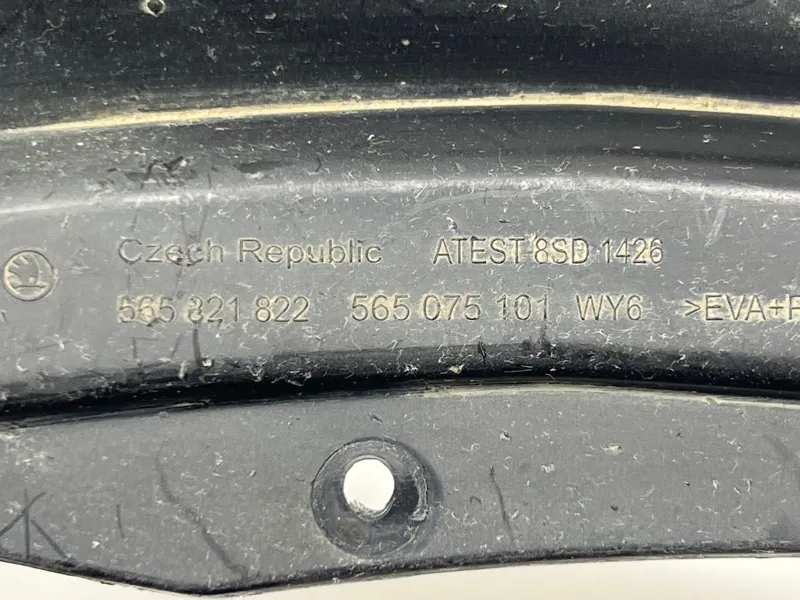 Czech Republic ATEST 8SD 1426
565 821 822 565 075 101 WY6 >EVA+P